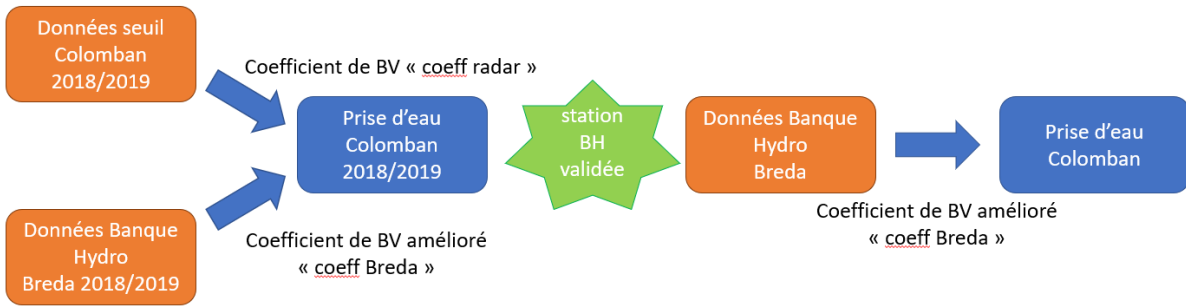 Données seuil
Colomban
2018/2019
Coefficient de BV « coeff radar »
Prise d'eau
Colomban
2018/2019
Données Banque
Hydro
Breda 2018/2019
Coefficient de BV amélioré
« coeff Breda »
station
BH
validée
Données Banque
Hydro
Breda
Coefficient de BV amélioré
« coeff Breda »
Prise d'eau
Colomban